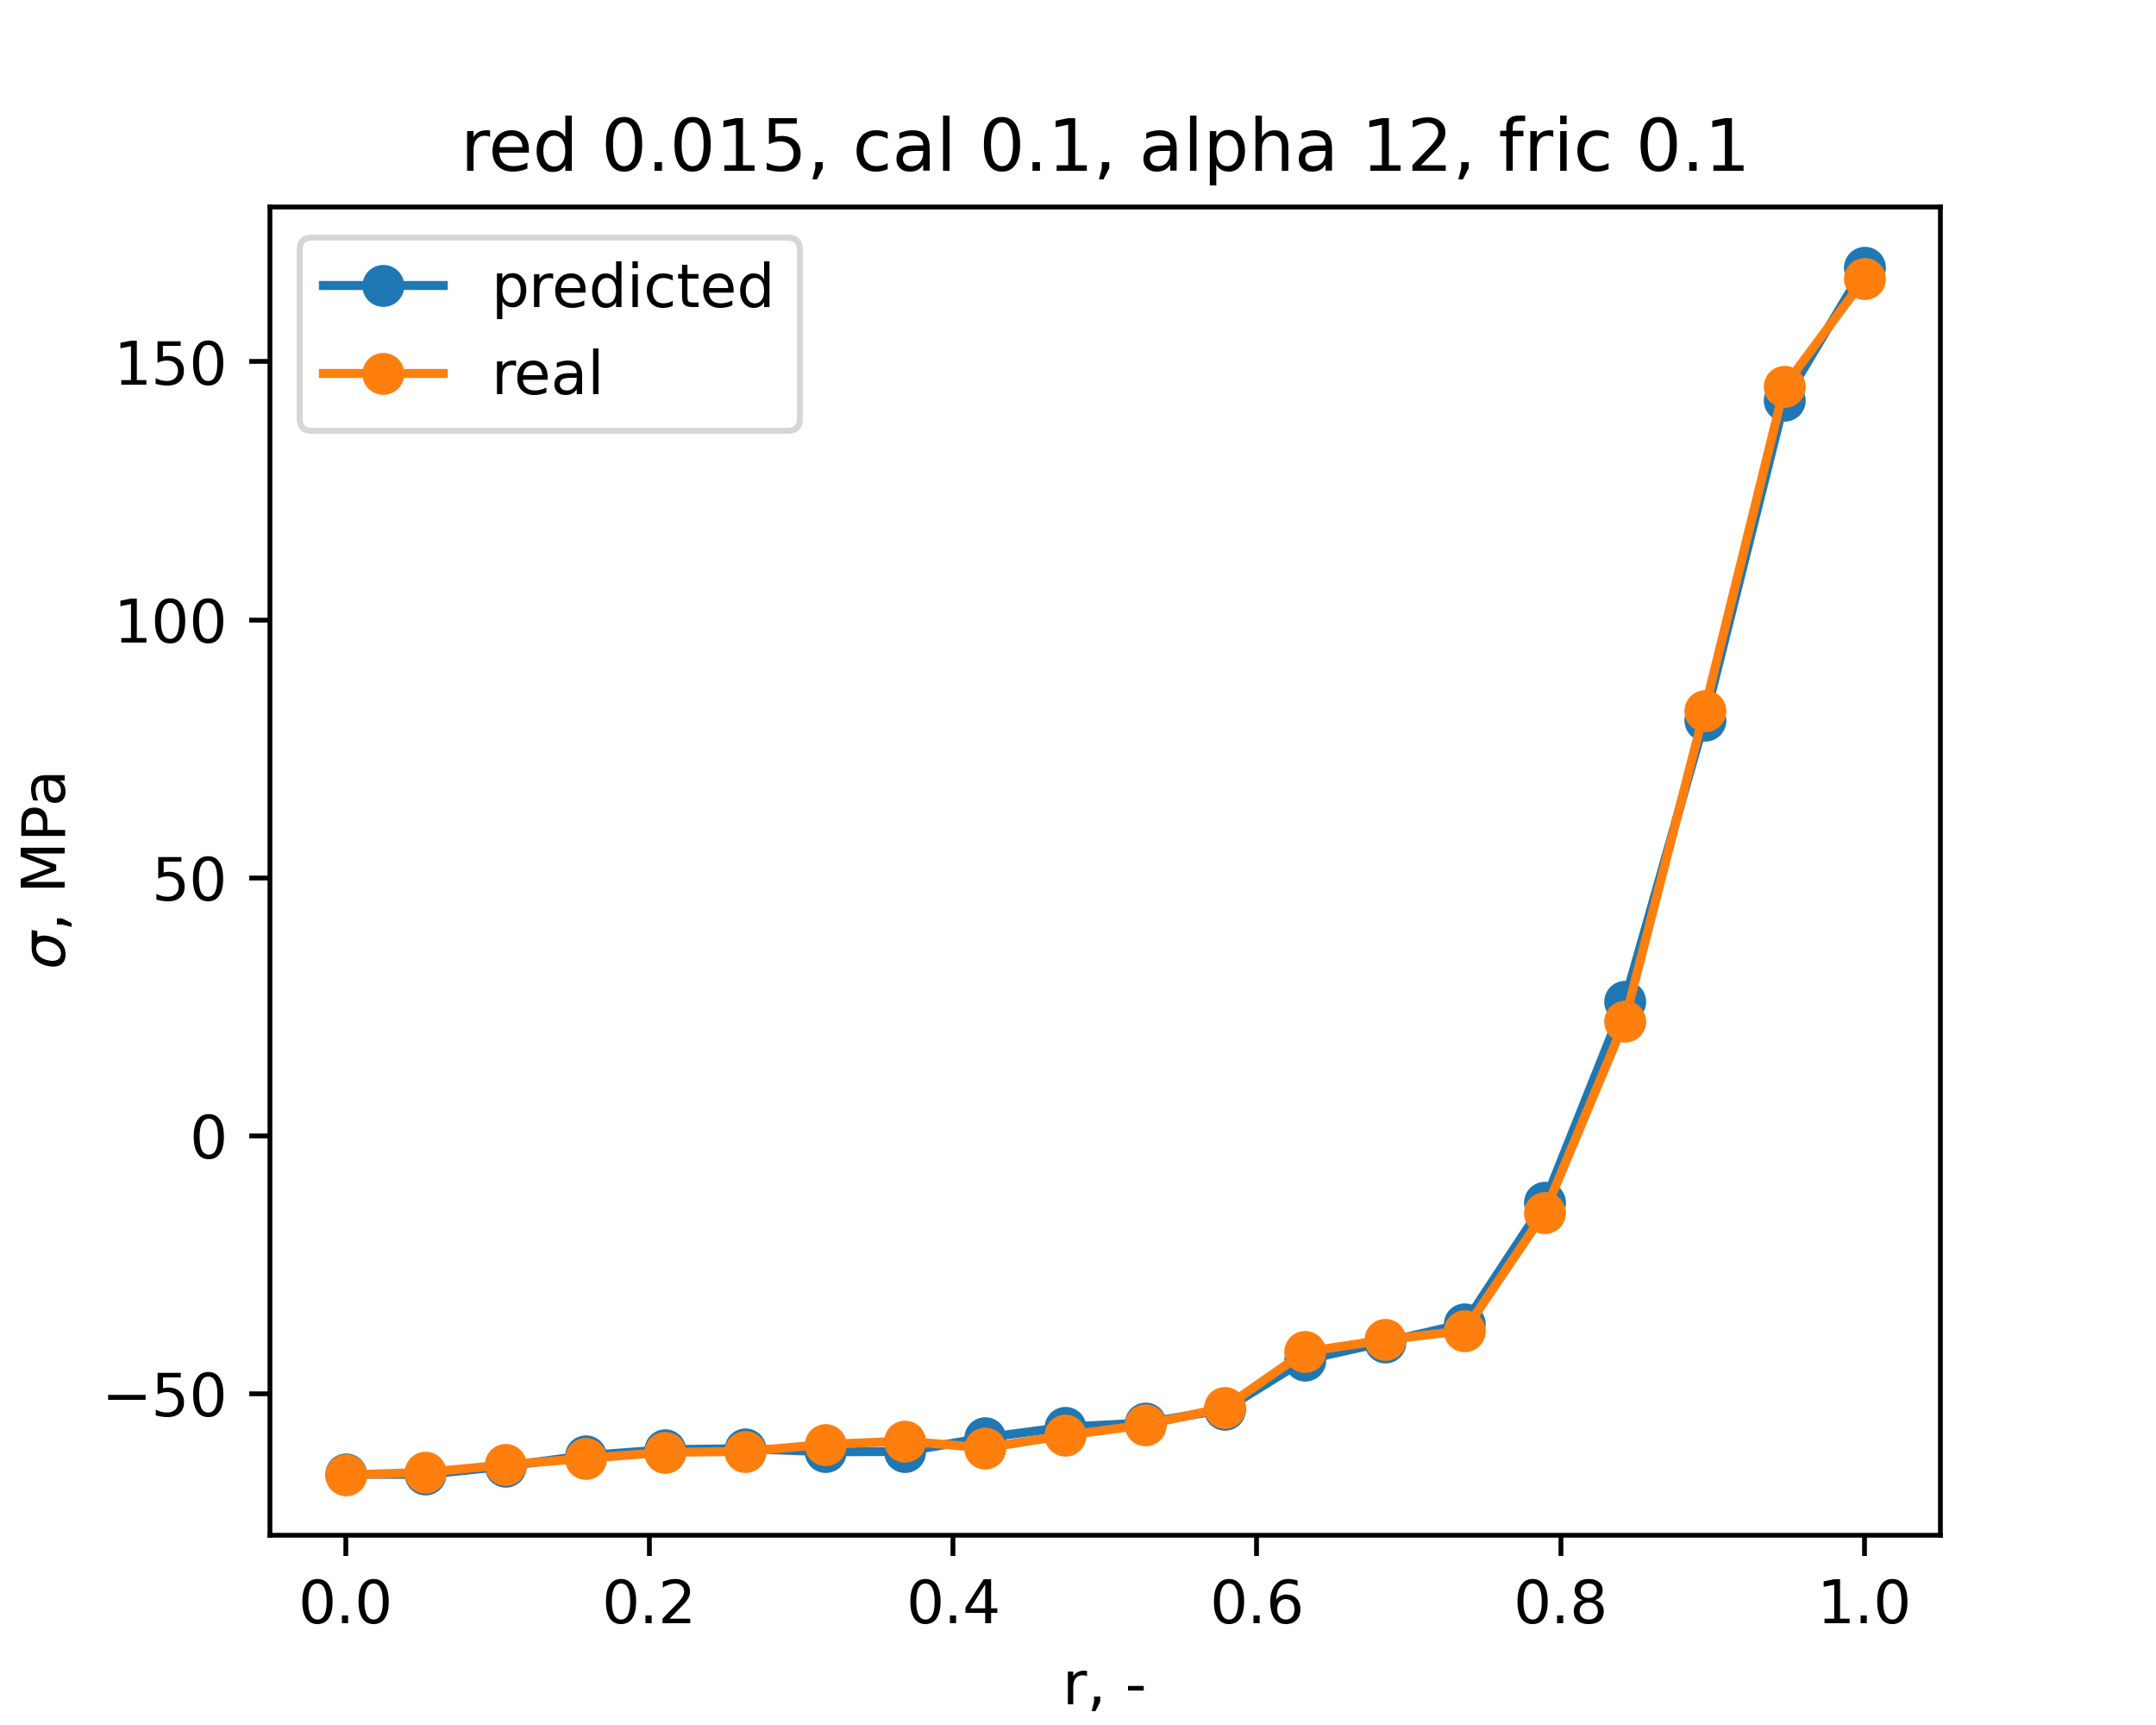 red 0.015, cal 0.1, alpha 12, fric 0.1
predicted
real
150
100
50
0
−50
σ, MPa
0.0 0.2 0.4 0.6 0.8 1.0
r, -